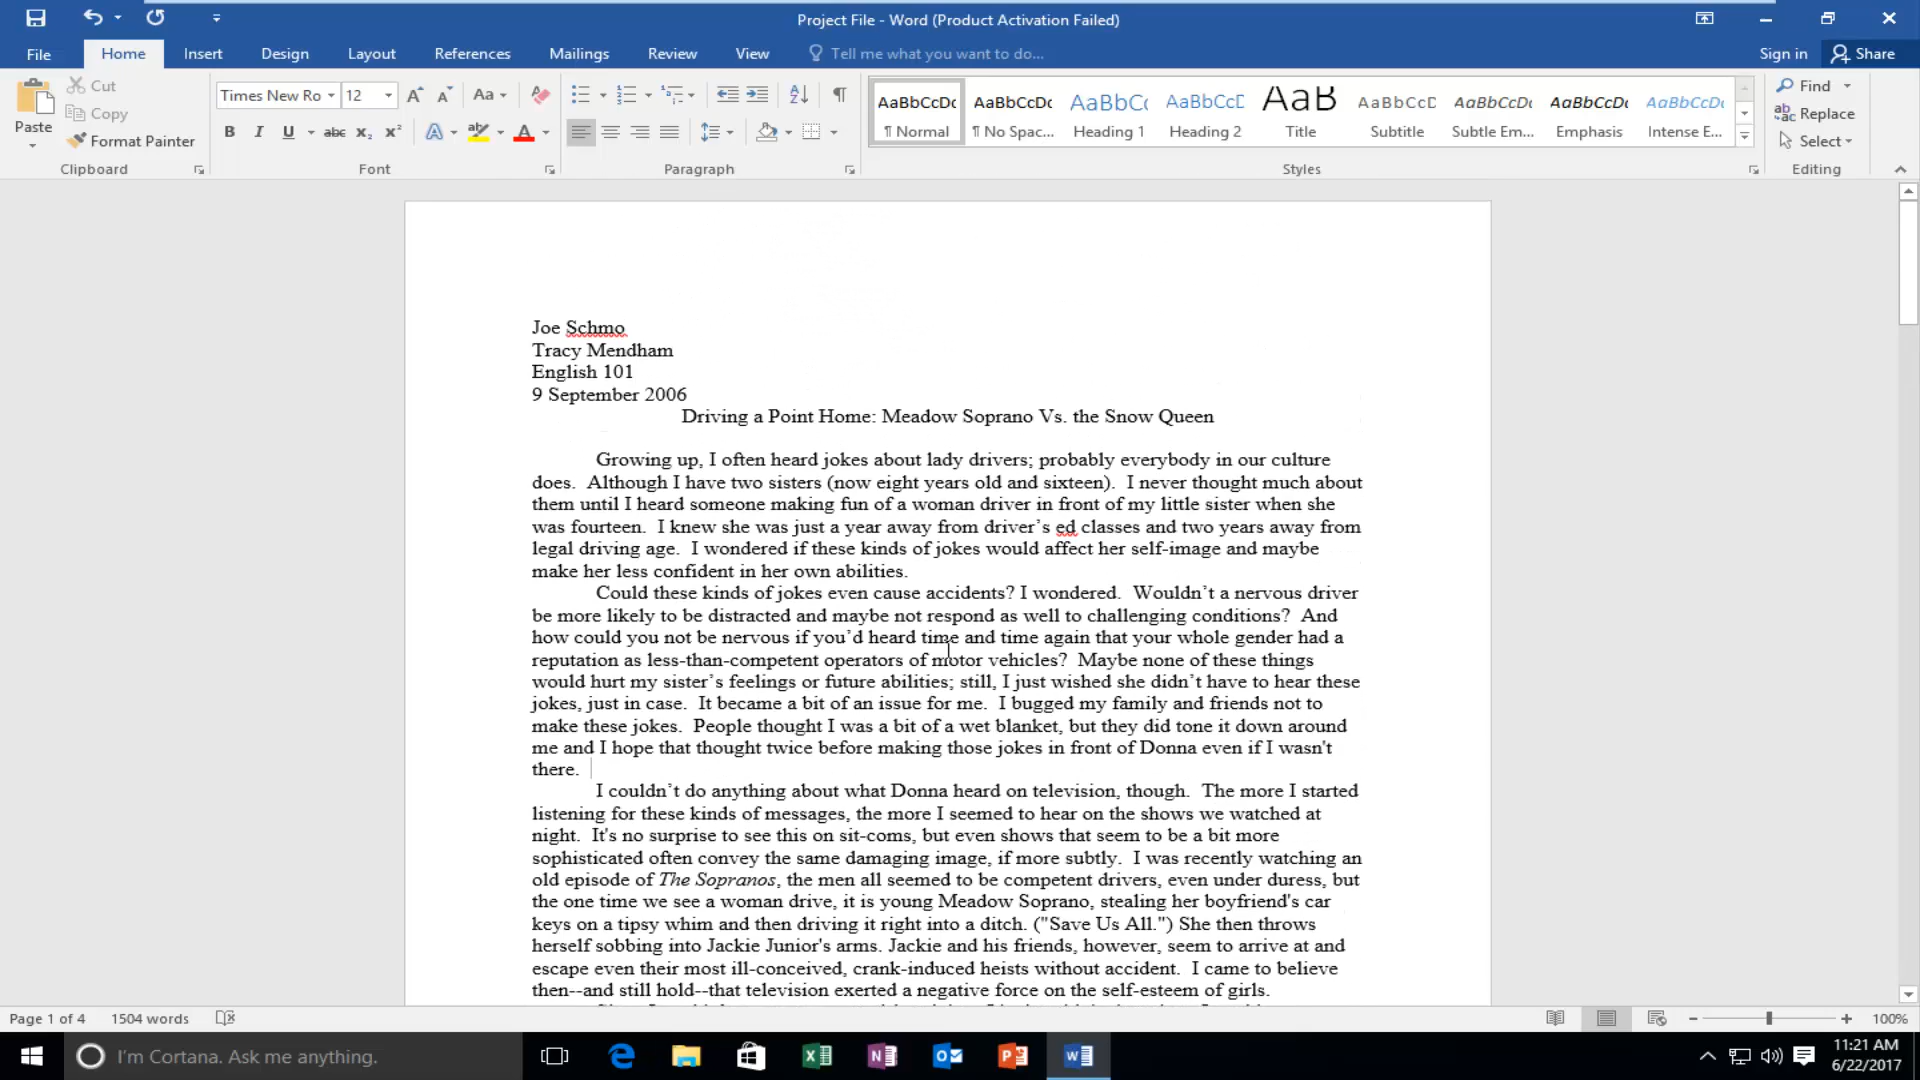 Project File - Word (Product Activation Failed)
File Home Insert Design Layout References Mailings Review View Tell me what you want to do... Sign in Share
Paste Cut Copy Format Painter
Clipboard
Times New Ro 12 Aa
B I U abc x₂ x² A ab A
Font
Paragraph
AaBbCcDc AaBbCcDc AaBbC( AaBbCcD AaB AaBbCcD AaBbCcDc AaBbCcDc AaBbCcDc
¶ Normal ¶ No Spac... Heading 1 Heading 2 Title Subtitle Subtle Em... Emphasis Intense E...
Styles
Find
Replace
Select
Editing
Joe Schmo
Tracy Mendham
English 101
9 September 2006
Driving a Point Home: Meadow Soprano Vs. the Snow Queen
Growing up, I often heard jokes about lady drivers; probably everybody in our culture
does.  Although I have two sisters (now eight years old and sixteen).  I never thought much about
them until I heard someone making fun of a woman driver in front of my little sister when she
was fourteen.  I knew she was just a year away from driver's ed classes and two years away from
legal driving age.  I wondered if these kinds of jokes would affect her self-image and maybe
make her less confident in her own abilities.
Could these kinds of jokes even cause accidents? I wondered.  Wouldn't a nervous driver
be more likely to be distracted and maybe not respond as well to challenging conditions?  And
how could you not be nervous if you'd heard time and time again that your whole gender had a
reputation as less-than-competent operators of motor vehicles?  Maybe none of these things
would hurt my sister's feelings or future abilities; still, I just wished she didn't have to hear these
jokes, just in case.  It became a bit of an issue for me.  I bugged my family and friends not to
make these jokes.  People thought I was a bit of a wet blanket, but they did tone it down around
me and I hope that thought twice before making those jokes in front of Donna even if I wasn't
there.
I couldn't do anything about what Donna heard on television, though.  The more I started
listening for these kinds of messages, the more I seemed to hear on the shows we watched at
night.  It's no surprise to see this on sit-coms, but even shows that seem to be a bit more
sophisticated often convey the same damaging image, if more subtly.  I was recently watching an
old episode of The Sopranos, the men all seemed to be competent drivers, even under duress, but
the one time we see a woman drive, it is young Meadow Soprano, stealing her boyfriend's car
keys on a tipsy whim and then driving it right into a ditch. ("Save Us All.") She then throws
herself sobbing into Jackie Junior's arms. Jackie and his friends, however, seem to arrive at and
escape even their most ill-conceived, crank-induced heists without accident.  I came to believe
then--and still hold--that television exerted a negative force on the self-esteem of girls.
Page 1 of 4 1504 words 100%
I'm Cortana. Ask me anything.
11:21 AM
6/22/2017